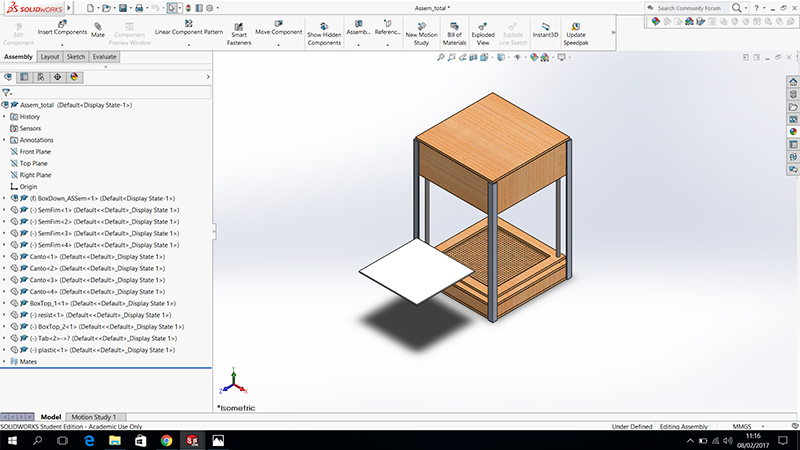 SOLIDWORKS
Assem_total *
Search Community Forum
Edit Component
Insert Components
Mate
Component Preview Window
Linear Component Pattern
Smart Fasteners
Move Component
Show Hidden Components
Assemb...
Referenc...
New Motion Study
Bill of Materials
Exploded View
Explode Line Sketch
Instant3D
Update Speedpak
Assembly Layout Sketch Evaluate
Assem_total (Default<Display State-1>)
History
Sensors
Annotations
Front Plane
Top Plane
Right Plane
Origin
(f) BoxDown_ASSem<1> (Default<Display State-1>)
(-) SemFim<1> (Default<<Default>_Display State 1>)
(-) SemFim<2> (Default<<Default>_Display State 1>)
(-) SemFim<3> (Default<<Default>_Display State 1>)
(-) SemFim<4> (Default<<Default>_Display State 1>)
Canto<1> (Default<<Default>_Display State 1>)
Canto<2> (Default<<Default>_Display State 1>)
Canto<3> (Default<<Default>_Display State 1>)
Canto<4> (Default<<Default>_Display State 1>)
BoxTop_1<1> (Default<<Default>_Display State 1>)
(-) resist<1> (Default<<Default>_Display State 1>)
(-) BoxTop_2<1> (Default<<Default>_Display State 1>)
(-) Tab<2>->? (Default<<Default>_Display State 1>)
(-) plastic<1> (Default<<Default>_Display State 1>)
Mates
Y
Z
X
*Isometric
Model Motion Study 1
SOLIDWORKS Student Edition - Academic Use Only
Under Defined Editing Assembly MMGS
11:16
08/02/2017